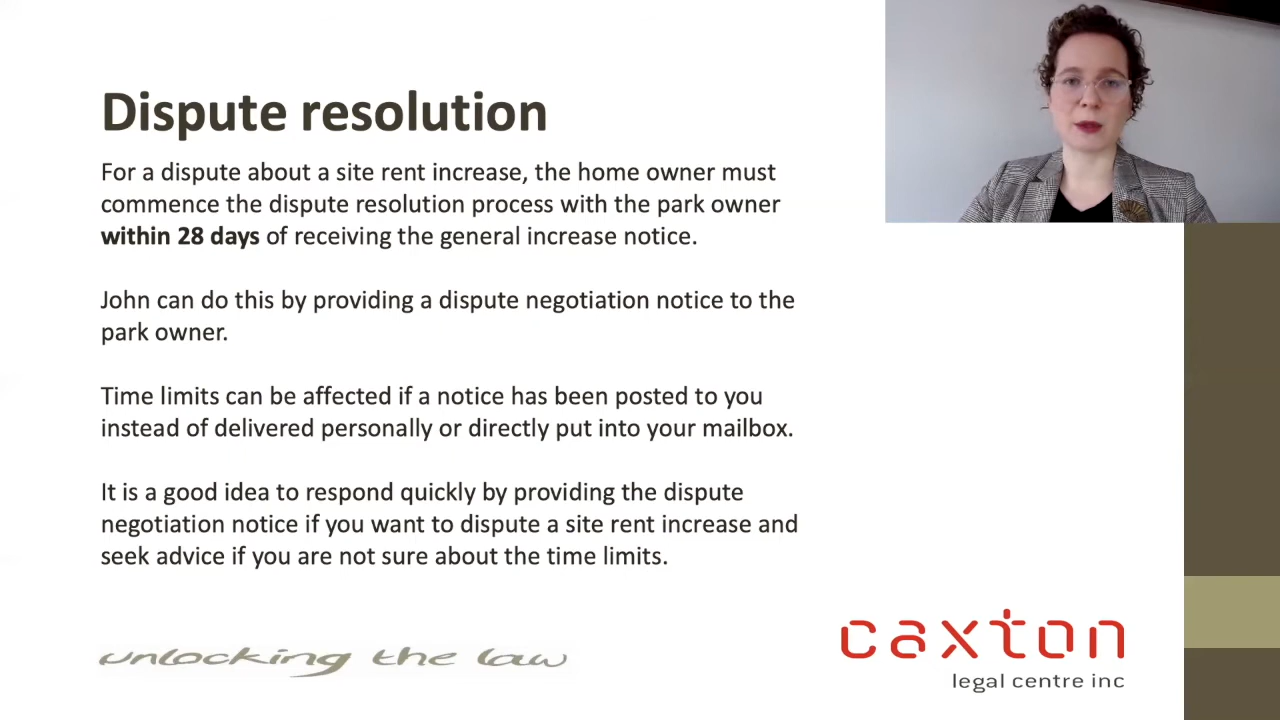 Dispute resolution
For a dispute about a site rent increase, the home owner must
commence the dispute resolution process with the park owner
within 28 days of receiving the general increase notice.
John can do this by providing a dispute negotiation notice to the
park owner.
Time limits can be affected if a notice has been posted to you
instead of delivered personally or directly put into your mailbox.
It is a good idea to respond quickly by providing the dispute
negotiation notice if you want to dispute a site rent increase and
seek advice if you are not sure about the time limits.
unlocking the law
caxton
legal centre inc